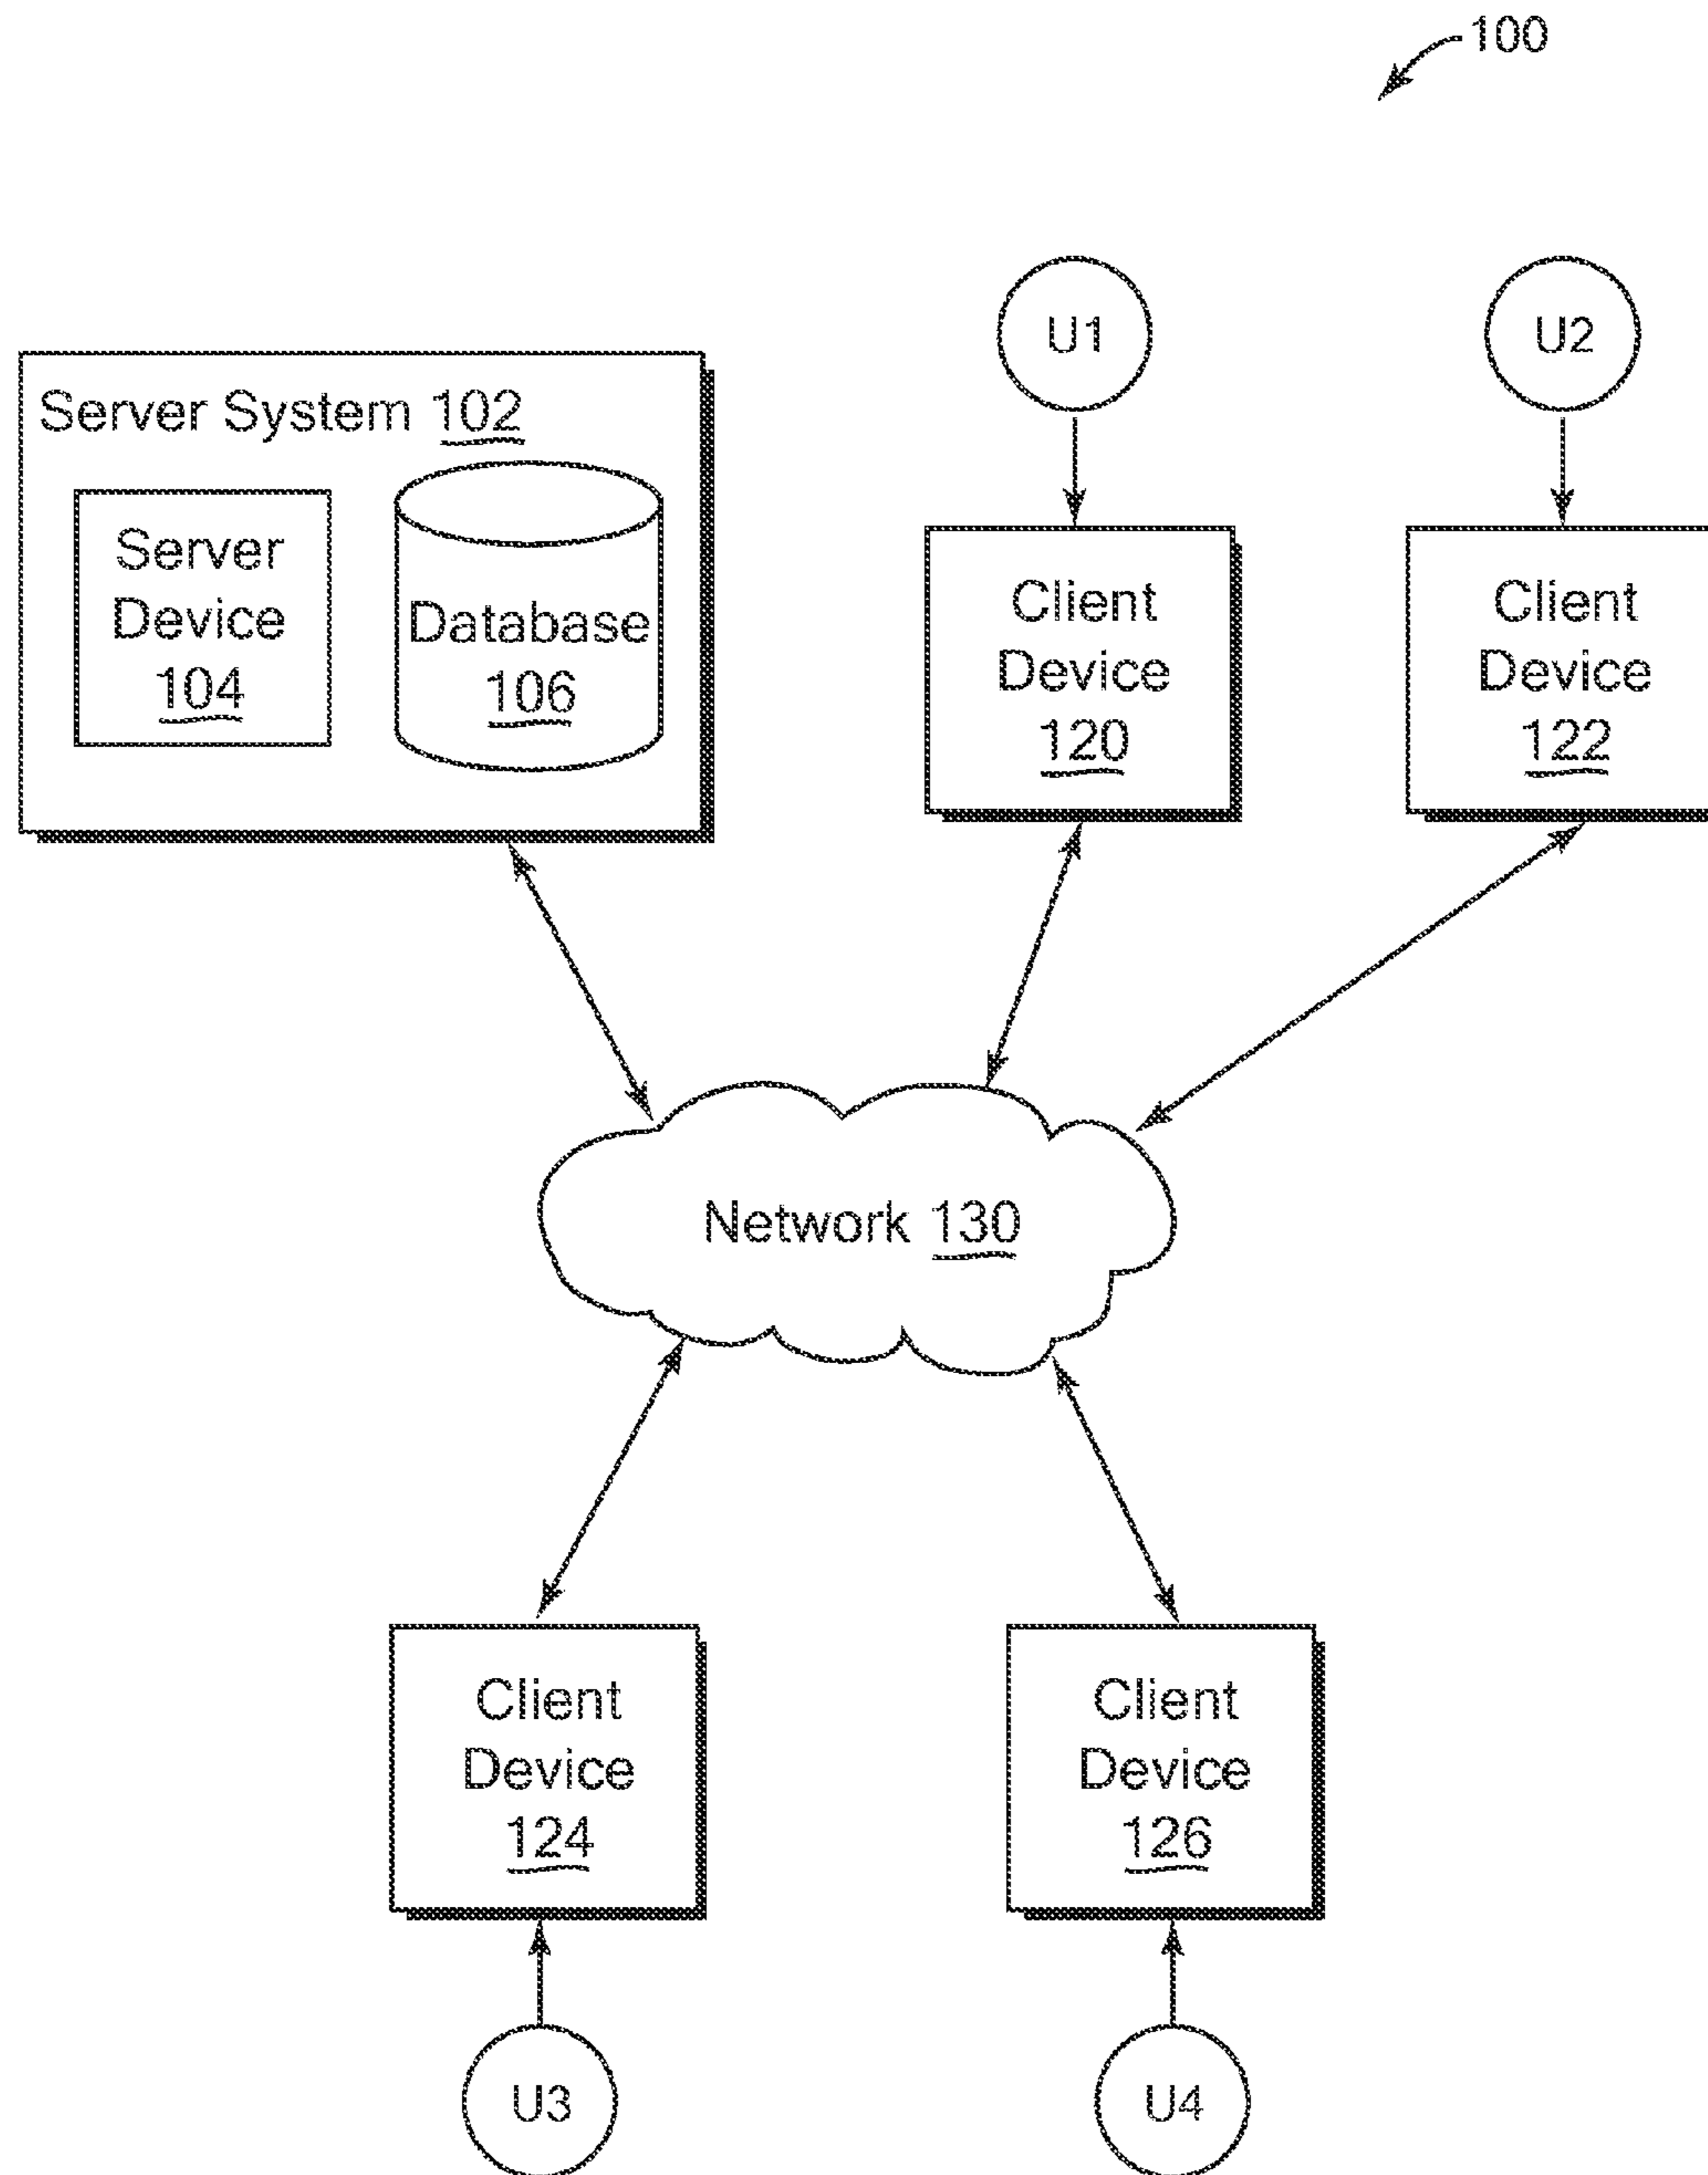 100
U1
U2
Server System 102
Server
Device
104
Database
106
Client
Device
120
Client
Device
122
Network 130
Client
Device
124
Client
Device
126
U3
U4